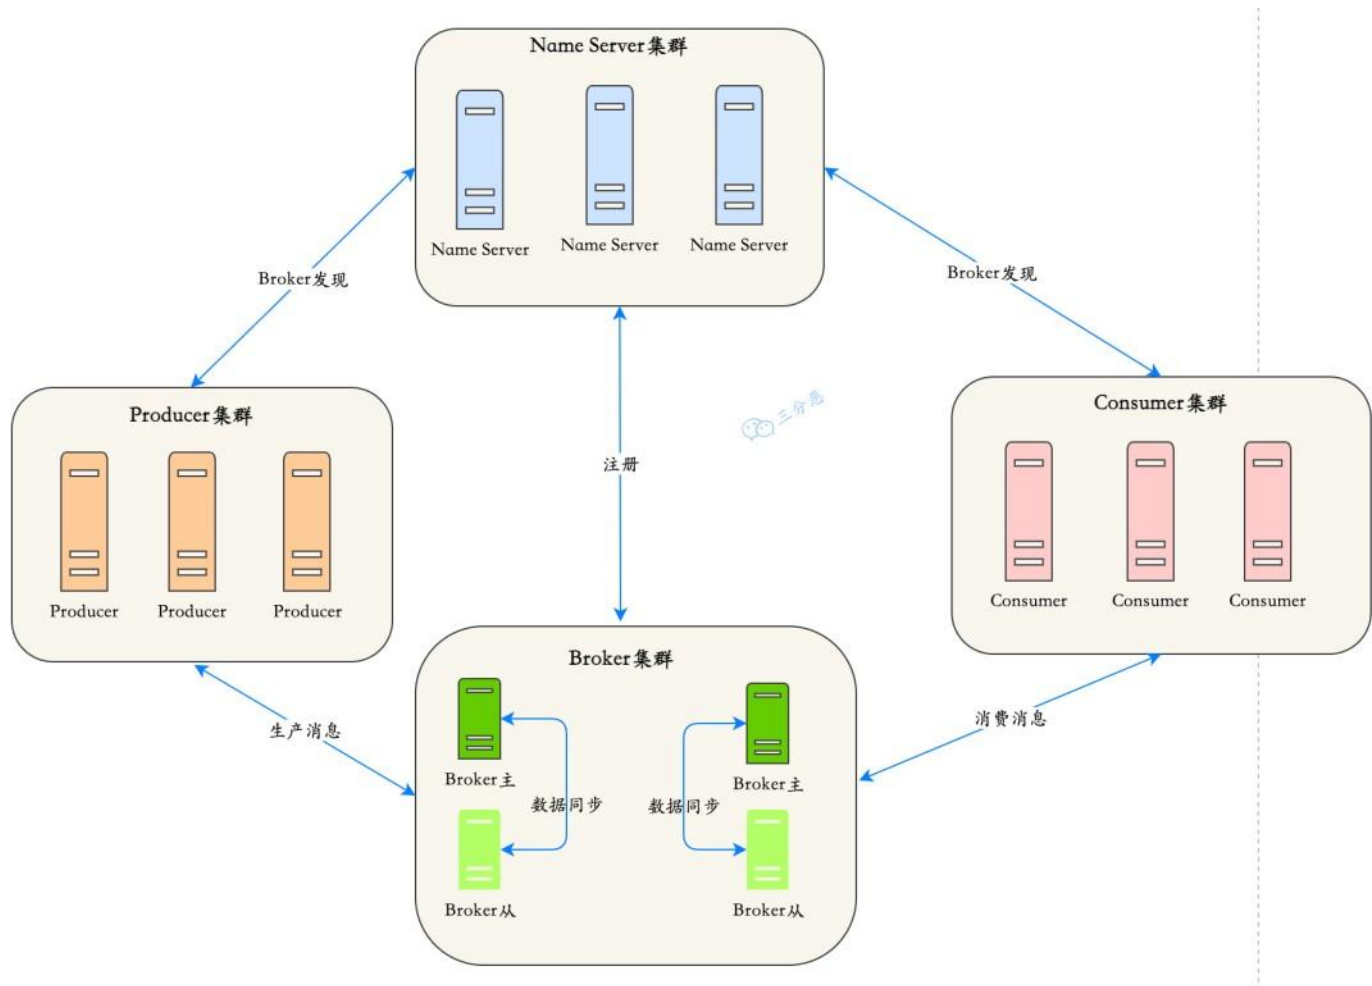 Name Server集群
Name Server
Name Server
Name Server
Broker发现
Broker发现
Producer集群
Producer
Producer
Producer
三分恶
注册
Consumer集群
Consumer
Consumer
Consumer
生产消息
消费消息
Broker集群
Broker主
Broker主
数据同步
数据同步
Broker从
Broker从